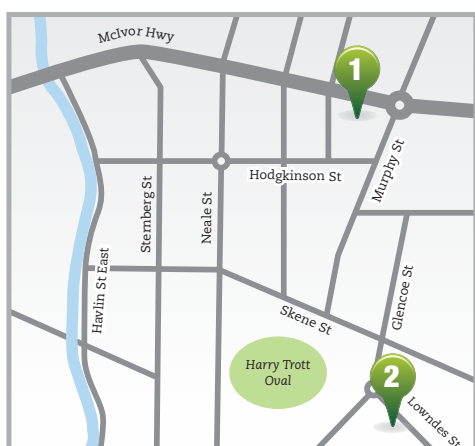 McIvor Hwy
1
Hodgkinson St
Murphy St
Sternberg St
Neale St
Havlin St East
Skene St
Glencoe St
Harry Trott
Oval
2
Lowndes St